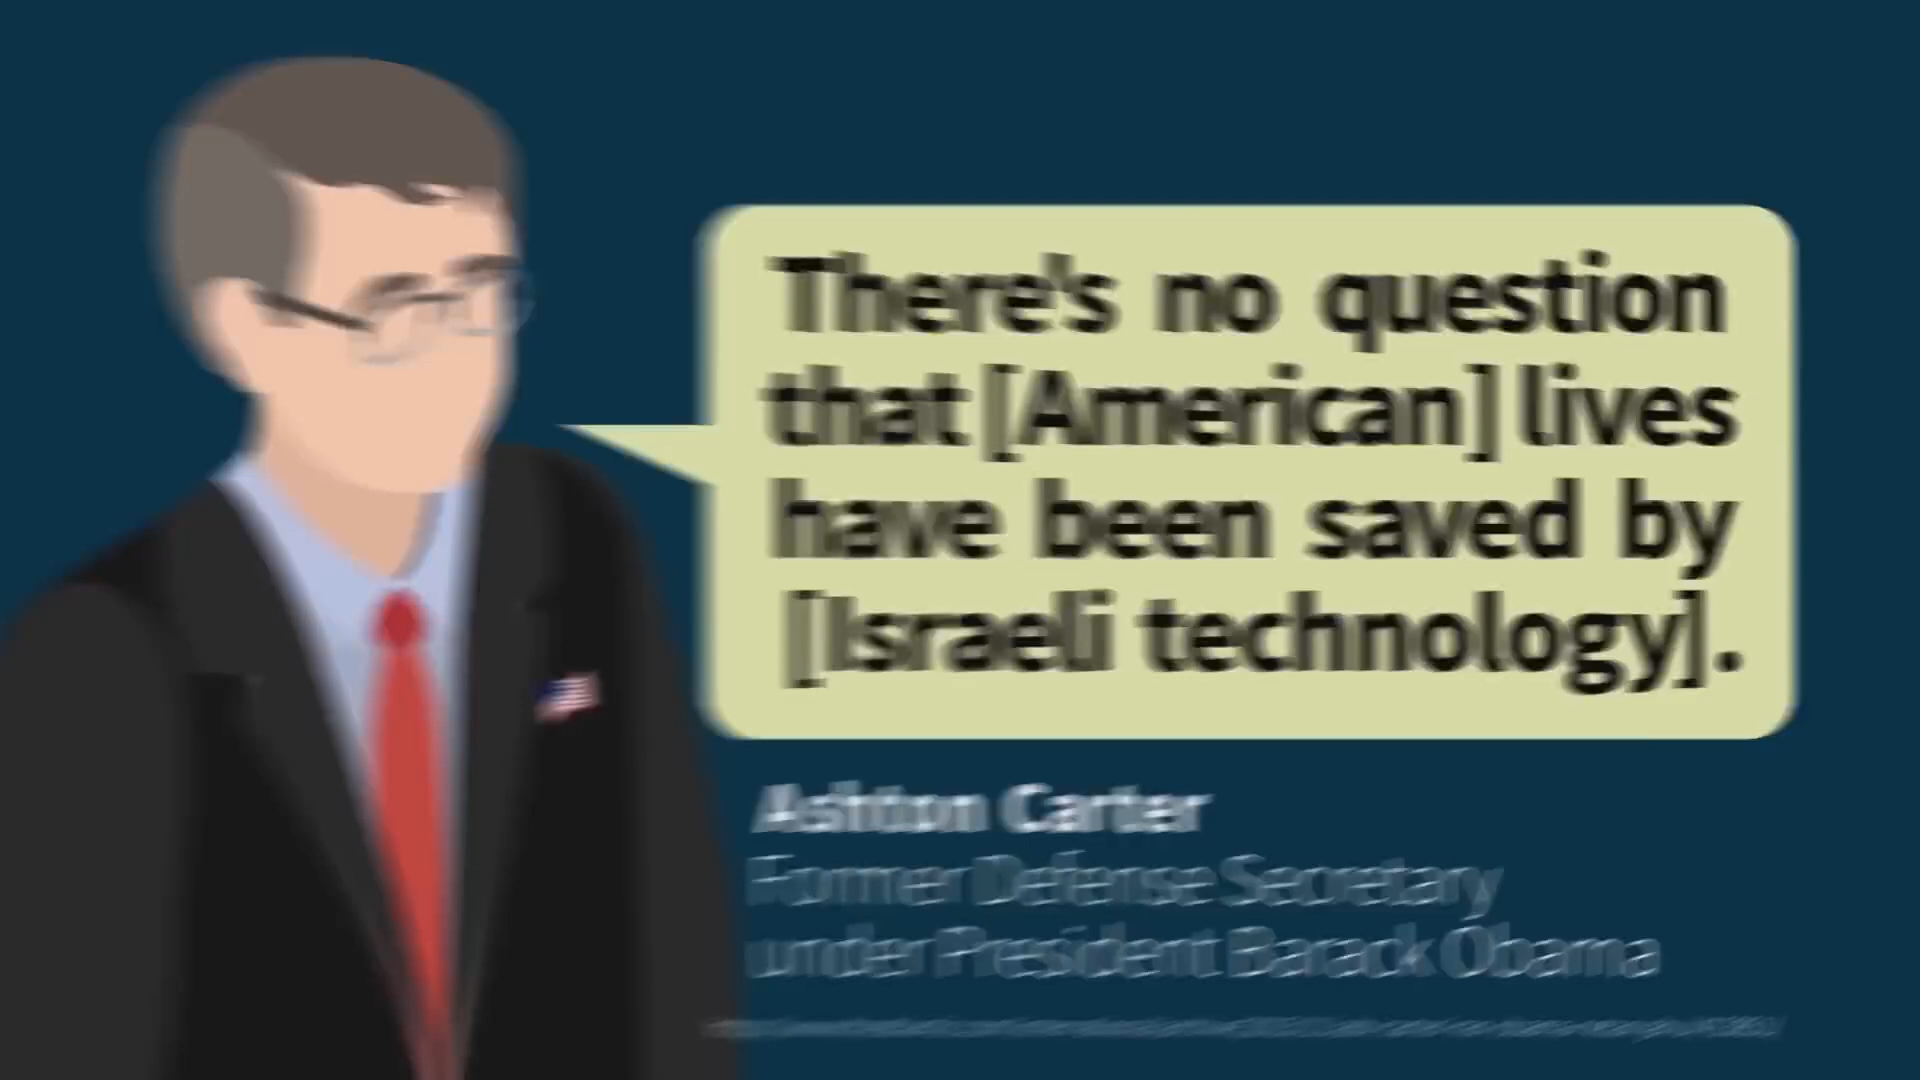 There's no question
that [American] lives
have been saved by
[Israeli technology].
Ashton Carter
Former Defense Secretary
under President Barack Obama